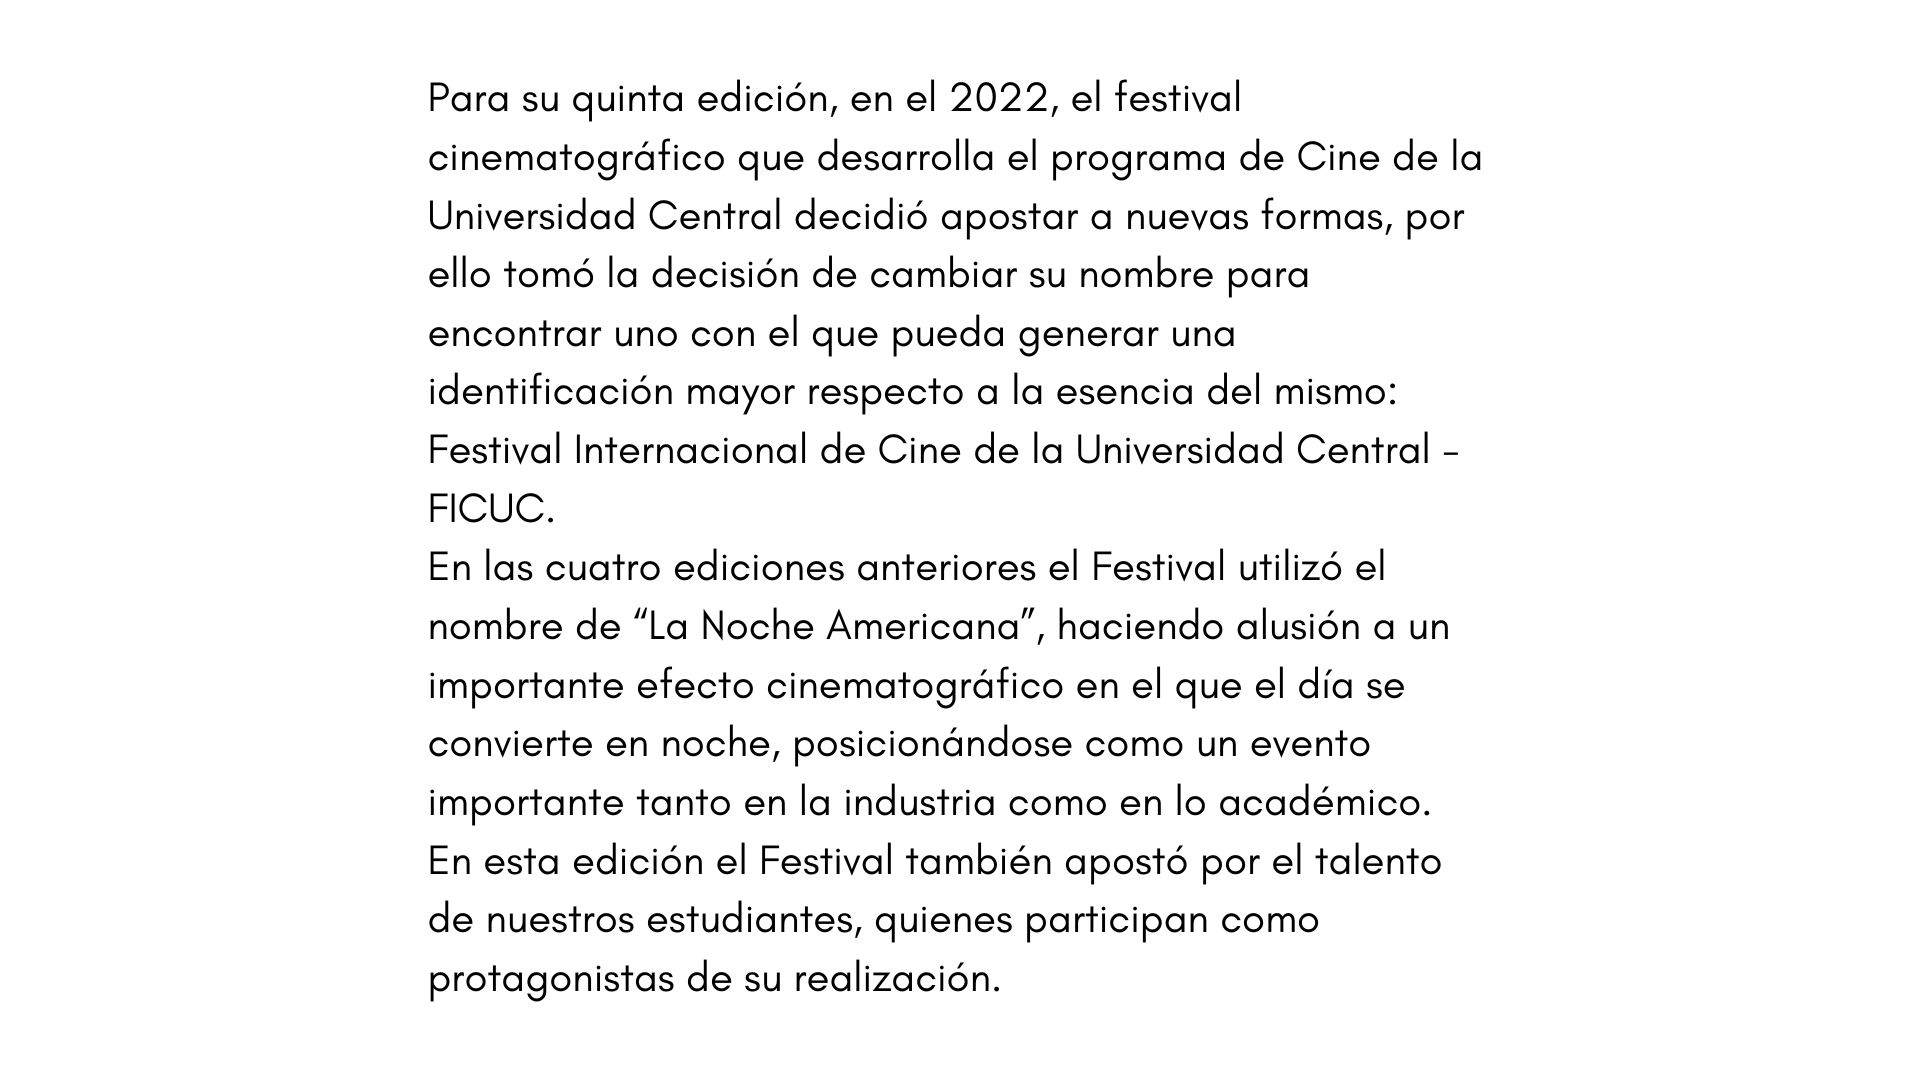 Para su quinta edición, en el 2022, el festival
cinematográfico que desarrolla el programa de Cine de la
Universidad Central decidió apostar a nuevas formas, por
ello tomó la decisión de cambiar su nombre para
encontrar uno con el que pueda generar una
identificación mayor respecto a la esencia del mismo:
Festival Internacional de Cine de la Universidad Central -
FICUC.
En las cuatro ediciones anteriores el Festival utilizó el
nombre de “La Noche Americana”, haciendo alusión a un
importante efecto cinematográfico en el que el día se
convierte en noche, posicionándose como un evento
importante tanto en la industria como en lo académico.
En esta edición el Festival también apostó por el talento
de nuestros estudiantes, quienes participan como
protagonistas de su realización.